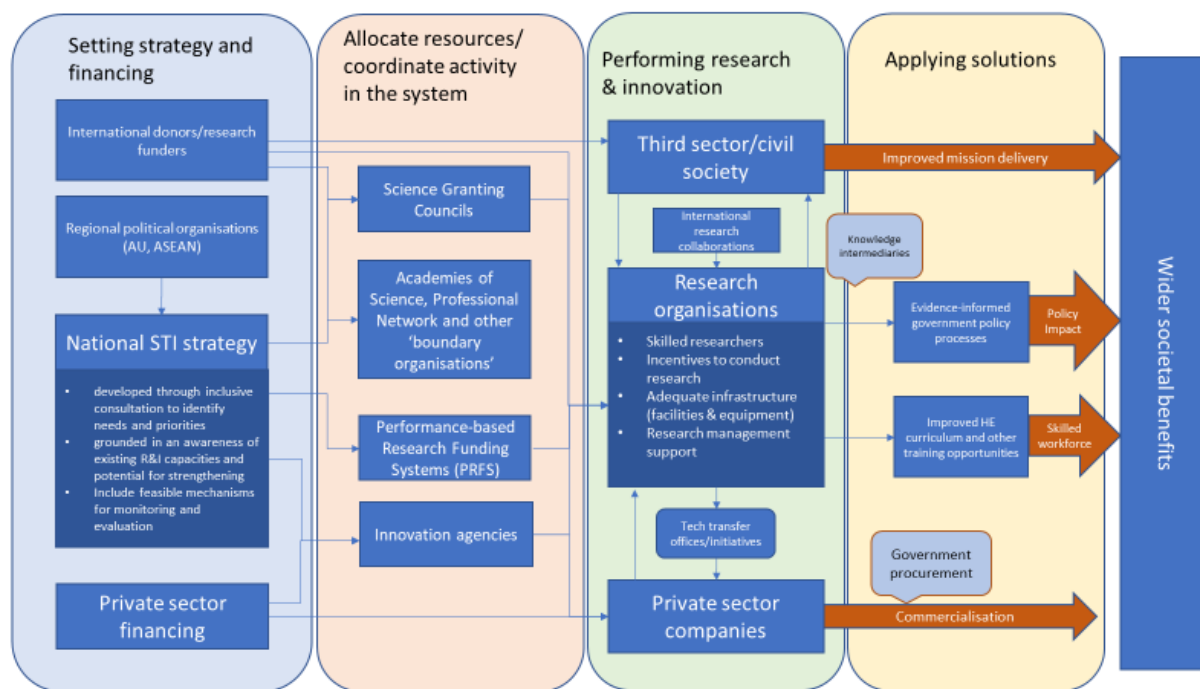 Setting strategy and
financing
International donors/research
funders
Regional political organisations
(AU, ASEAN)
National STI strategy
• developed through inclusive
consultation to identify
needs and priorities
• grounded in an awareness of
existing R&I capacities and
potential for strengthening
• Include feasible mechanisms
for monitoring and
evaluation
Private sector
financing
Allocate resources/
coordinate activity
in the system
Science Granting
Councils
Academies of
Science, Professional
Network and other
‘boundary
organisations’
Performance-based
Research Funding
Systems (PRFS)
Innovation agencies
Performing research
& innovation
Third sector/civil
society
International
research
collaborations
Research
organisations
• Skilled researchers
• Incentives to conduct
research
• Adequate infrastructure
(facilities & equipment)
• Research management
support
Tech transfer
offices/initiatives
Private sector
companies
Applying solutions
Improved mission delivery
Knowledge
intermediaries
Evidence-informed
government policy
processes
Policy
Impact
Improved HE
curriculum and other
training opportunities
Skilled
workforce
Government
procurement
Commercialisation
Wider societal benefits